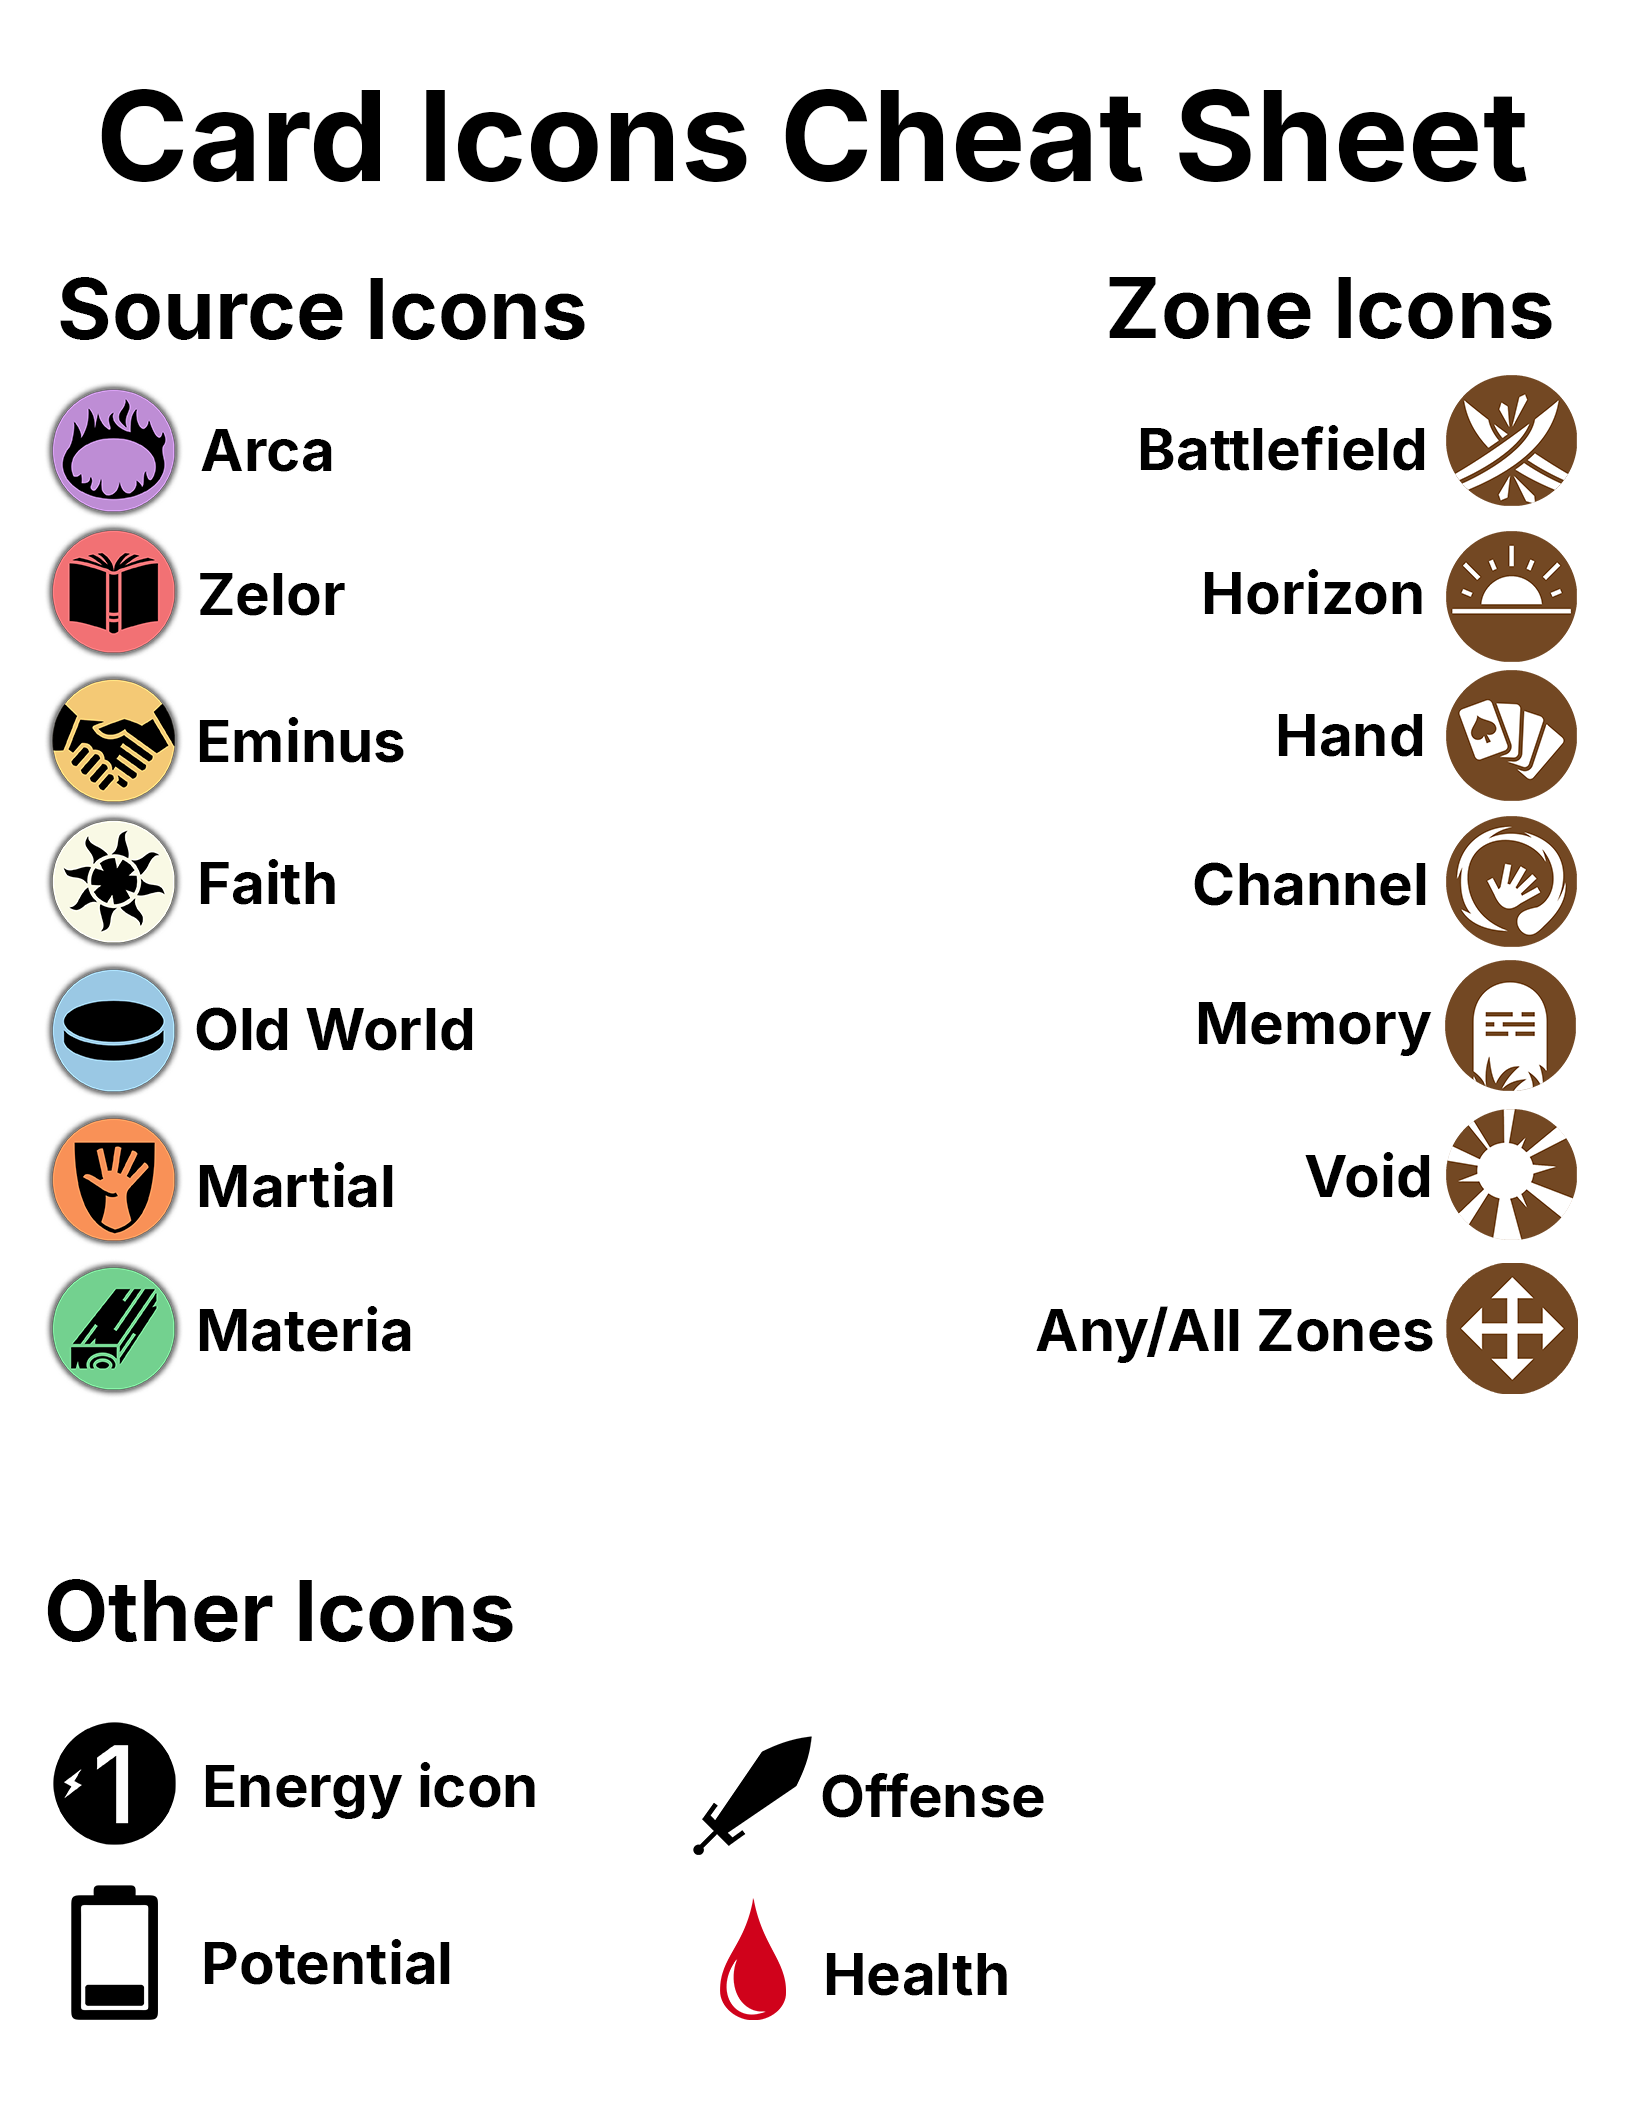 Card Icons Cheat Sheet
Source Icons
Arca
Zelor
Eminus
Faith
Old World
Martial
Materia
Zone Icons
Battlefield
Horizon
Hand
Channel
Memory
Void
Any/All Zones
Other Icons
1
Energy icon
Potential
Offense
Health